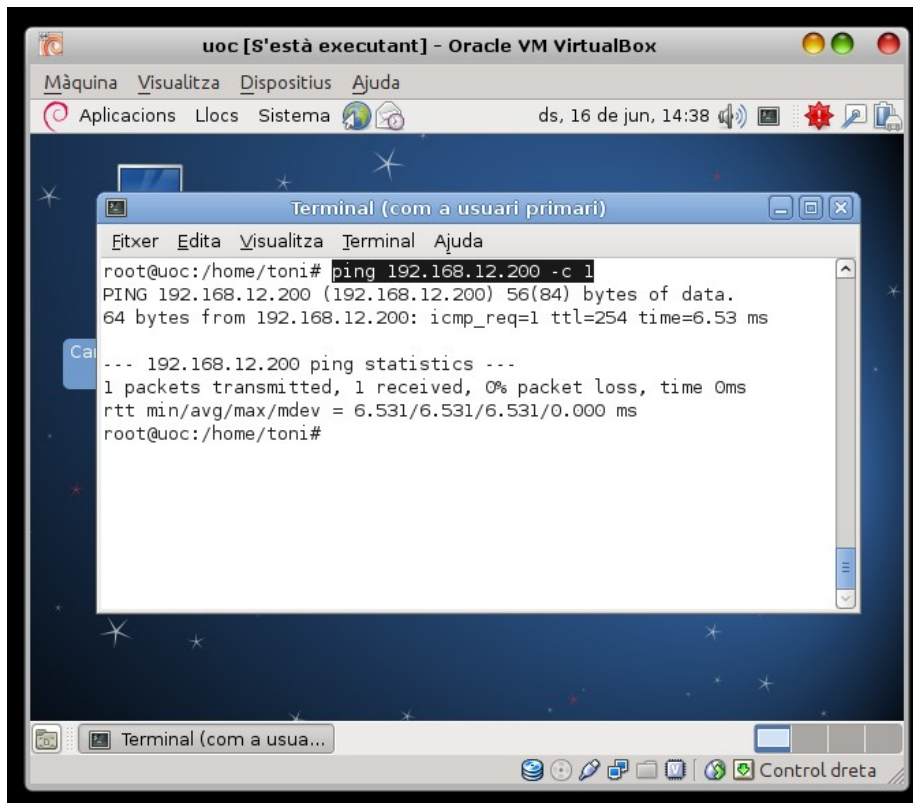 uoc [S'està executant] - Oracle VM VirtualBox
Màquina Visualitza Dispositius Ajuda
Aplicacions Llocs Sistema ds, 16 de jun, 14:38
Terminal (com a usuari primari)
Fitxer Edita Visualitza Terminal Ajuda
root@uoc:/home/toni# ping 192.168.12.200 -c 1
PING 192.168.12.200 (192.168.12.200) 56(84) bytes of data.
64 bytes from 192.168.12.200: icmp_req=1 ttl=254 time=6.53 ms
--- 192.168.12.200 ping statistics ---
1 packets transmitted, 1 received, 0% packet loss, time 0ms
rtt min/avg/max/mdev = 6.531/6.531/6.531/0.000 ms
root@uoc:/home/toni#
Terminal (com a usua...
Control dreta